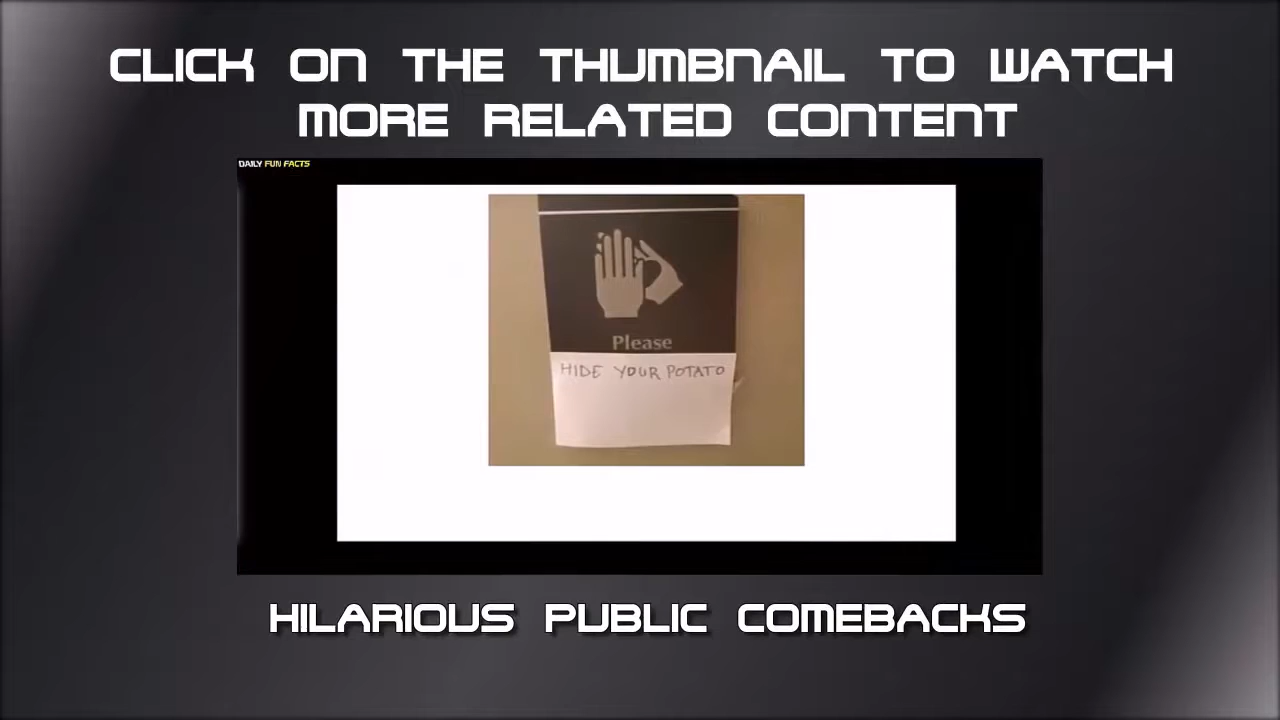 CLICK ON THE THUMBNAIL TO WATCH
MORE RELATED CONTENT
DAILY FUN FACTS
Please
HIDE YOUR POTATO
HILARIOUS PUBLIC COMEBACKS